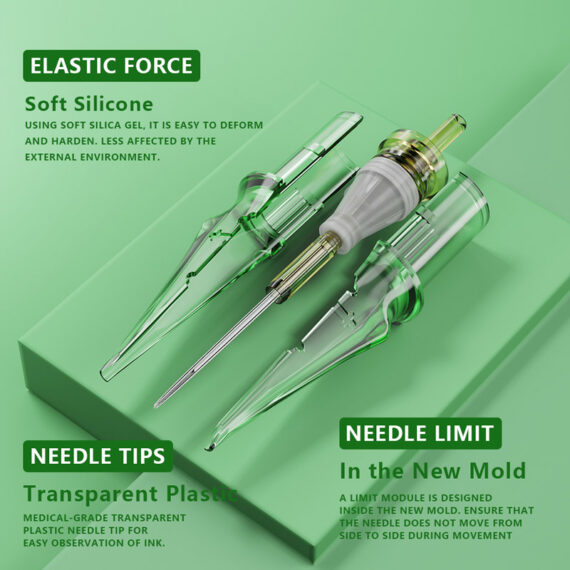 ELASTIC FORCE
Soft Silicone
USING SOFT SILICA GEL, IT IS EASY TO DEFORM
AND HARDEN. LESS AFFECTED BY THE
EXTERNAL ENVIRONMENT.
NEEDLE TIPS
Transparent Plastic
MEDICAL-GRADE TRANSPARENT
PLASTIC NEEDLE TIP FOR
EASY OBSERVATION OF INK.
NEEDLE LIMIT
In the New Mold
A LIMIT MODULE IS DESIGNED
INSIDE THE NEW MOLD. ENSURE THAT
THE NEEDLE DOES NOT MOVE FROM
SIDE TO SIDE DURING MOVEMENT